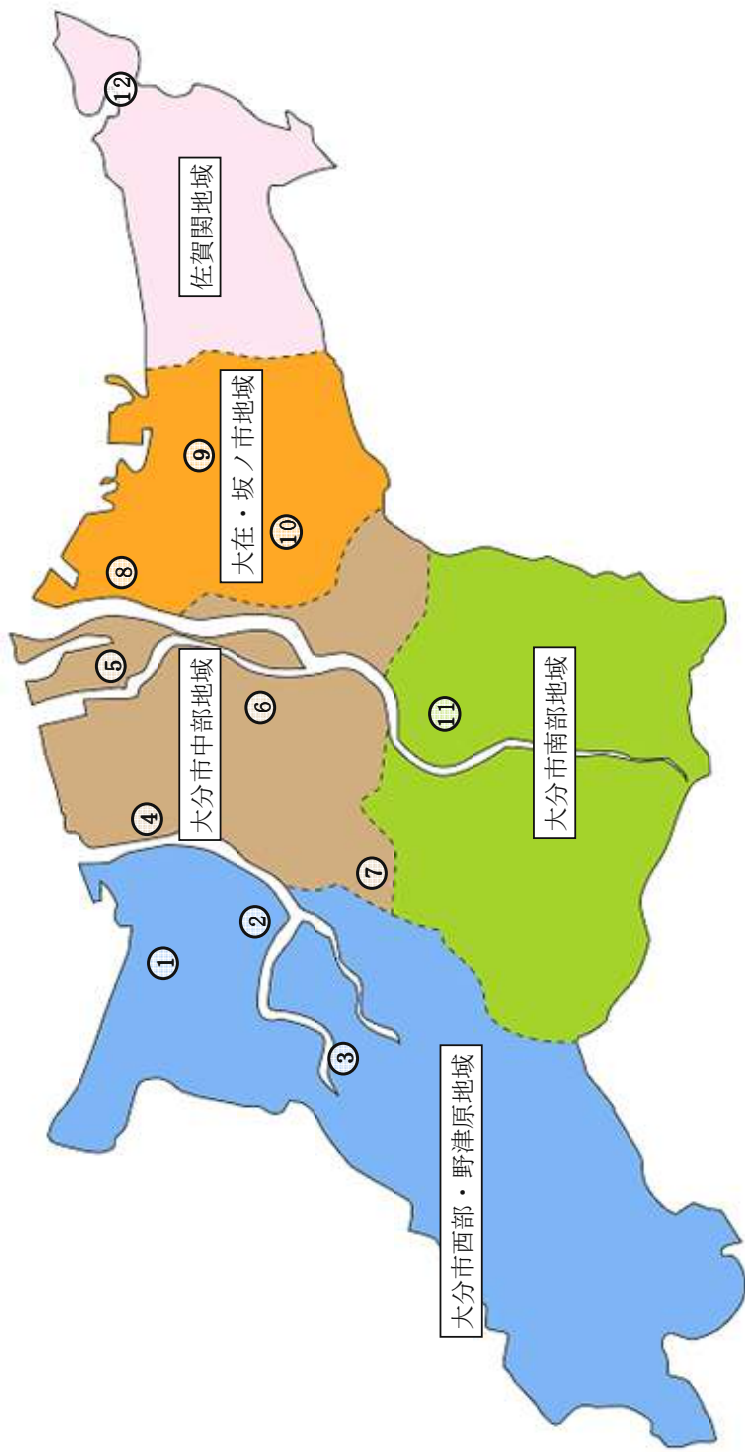 ①
②
③
大分市西部・野津原地域
④
⑤
大分市中部地域
⑥
⑦
⑧
⑨
大在・坂ノ市地域
⑩
⑪
大分市南部地域
⑫
佐賀関地域